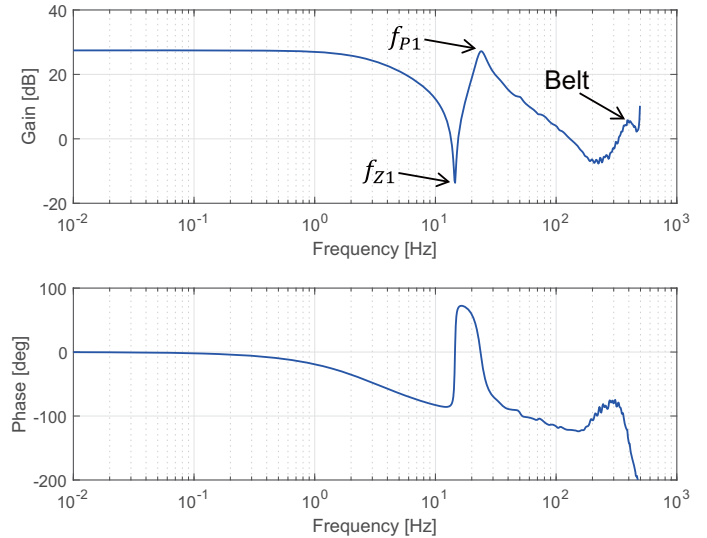 40
20
0
-20
Gain [dB]
f_{P1}
Belt
f_{Z1}
10^{-2} 10^{-1} 10^{0} 10^{1} 10^{2} 10^{3}
Frequency [Hz]
100
0
-100
-200
Phase [deg]
10^{-2} 10^{-1} 10^{0} 10^{1} 10^{2} 10^{3}
Frequency [Hz]